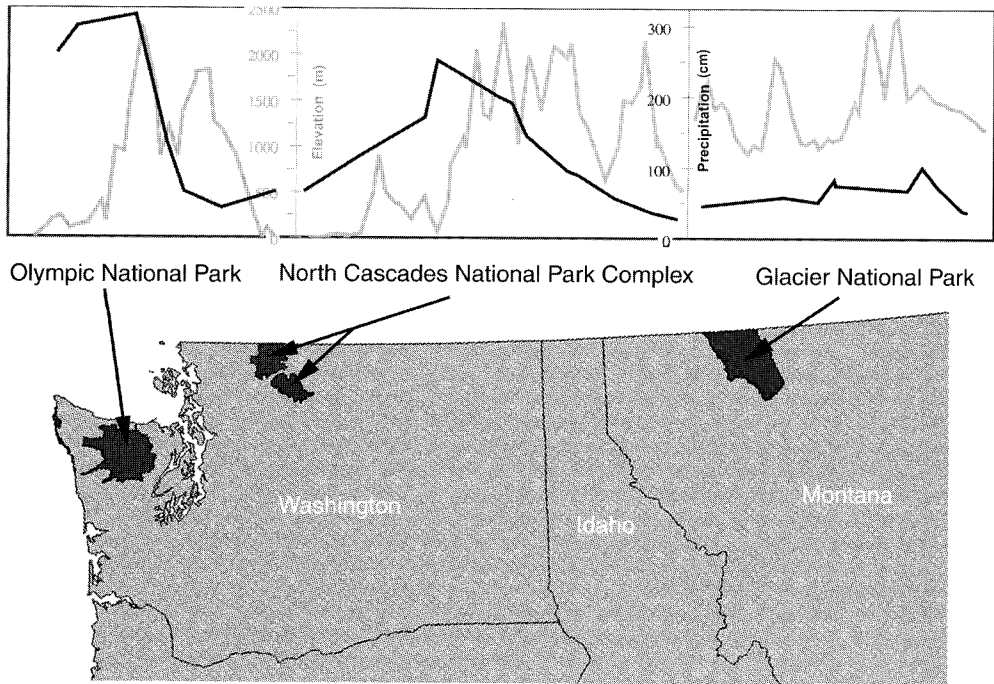 2500
2000
1500
1000
500
0
Elevation (m)
300
200
100
0
Precipitation (cm)
Olympic National Park
North Cascades National Park Complex
Glacier National Park
Washington
Idaho
Montana